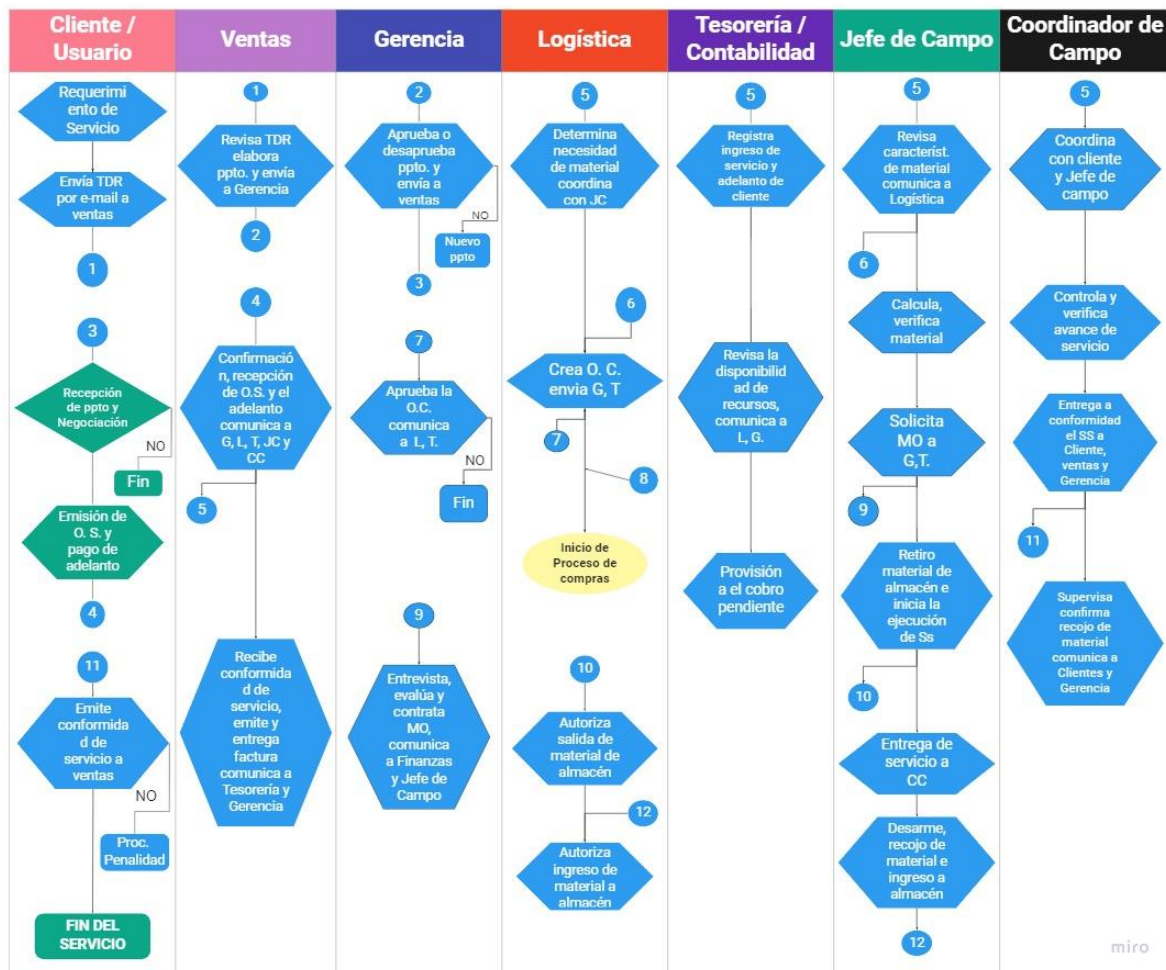 Cliente /
Usuario
Requerimi
ento de
Servicio
Envía TDR
por e-mail a
ventas
1
3
Recepción
de ppto y
Negociación
NO
Fin
Emisión de
O. S. y
pago de
adelanto
4
11
Emite
conformida
d de
servicio a
ventas
NO
Proc.
Penalidad
FIN DEL
SERVICIO
Ventas
1
Revisa TDR
elabora
ppto. y envía
a Gerencia
2
4
Confirmació
n, recepción
de O.S. y el
adelanto
comunica a
G, L, T, JC y
CC
5
Recibe
conformida
d de
servicio,
emite y
entrega
factura
comunica a
Tesorería y
Gerencia
Gerencia
2
Aprueba o
desaprueba
ppto. y
envía a
ventas
NO
Nuevo
ppto
3
7
Aprueba la
O.C.
comunica
a L, T.
NO
Fin
9
Entrevista,
evalúa y
contrata
MO,
comunica
a Finanzas
y Jefe de
Campo
Logística
5
Determina
necesidad
de material
coordina
con JC
6
Crea O. C.
envia G, T
7
8
Inicio de
Proceso de
compras
10
Autoriza
salida de
material de
almacén
12
Autoriza
ingreso de
material a
almacén
Tesorería /
Contabilidad
5
Registra
ingreso de
servicio y
adelanto de
cliente
Revisa la
disponibilid
ad de
recursos,
comunica a
L, G.
Provisión
a el cobro
pendiente
Jefe de Campo
5
Revisa
característ.
de material
comunica a
Logística
6
Calcula,
verifica
material
Solicita
MO a
G,T.
9
Retiro
material de
almacén e
inicia la
ejecución
de Ss
10
Entrega de
servicio a
CC
Desarme,
recojo de
material e
ingreso a
almacén
12
Coordinador de
Campo
5
Coordina
con cliente
y Jefe de
campo
Controla y
verifica
avance de
servicio
Entrega a
conformidad
el SS a
Cliente,
ventas y
Gerencia
11
Supervisa
confirma
recojo de
material
comunica a
Clientes y
Gerencia
miro